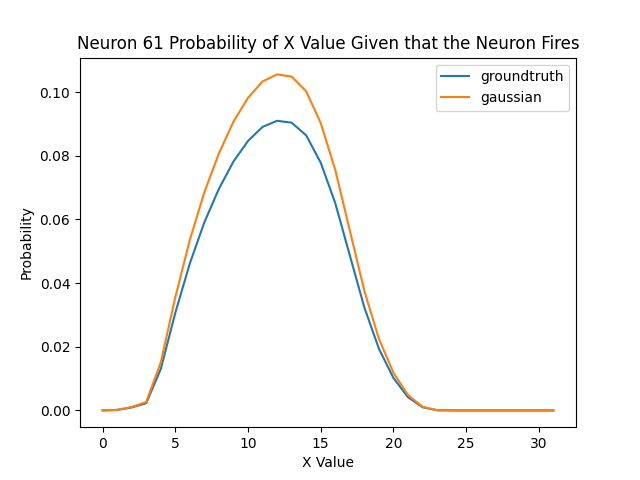 Neuron 61 Probability of X Value Given that the Neuron Fires
groundtruth
gaussian
0.10
0.08
0.06
0.04
0.02
0.00
Probability
0 5 10 15 20 25 30
X Value